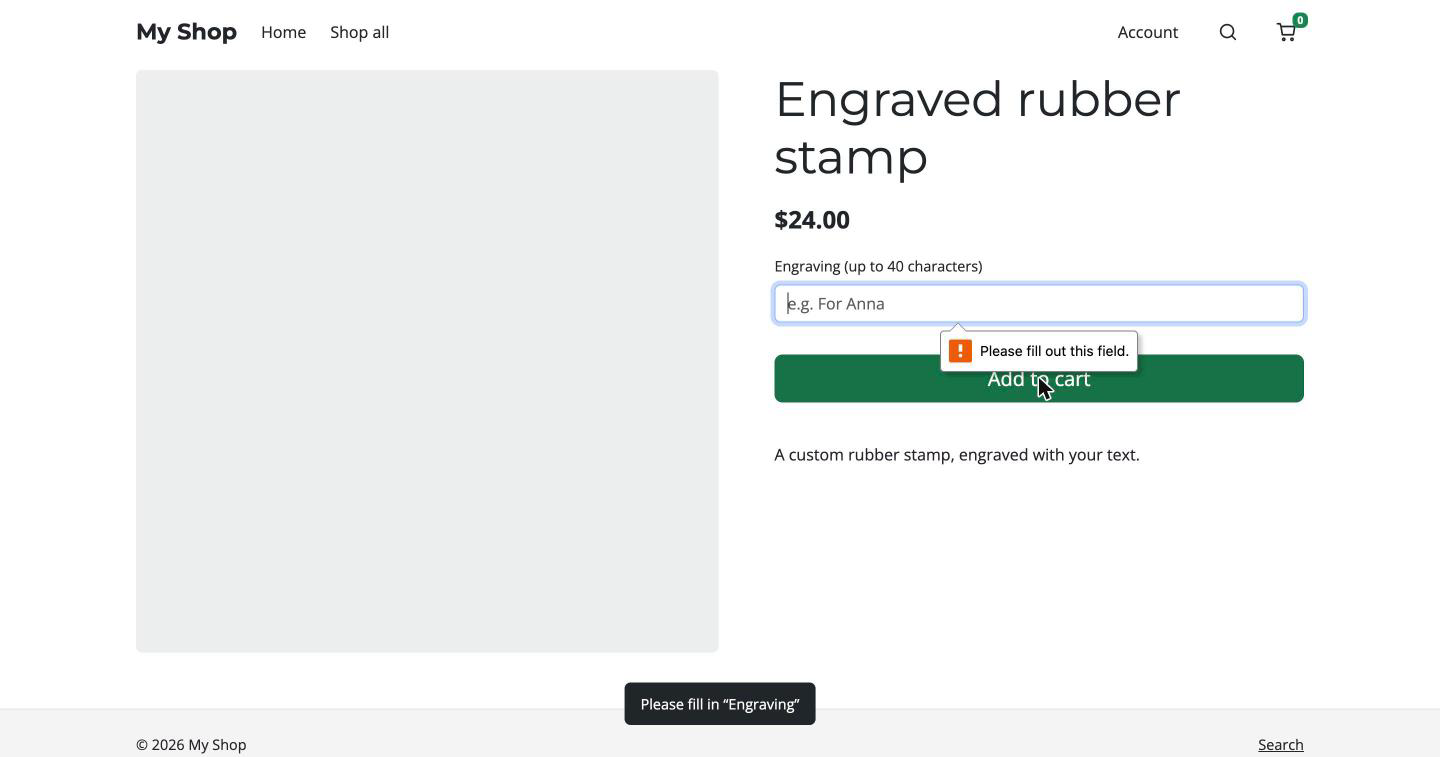 My Shop
Home
Shop all
Account
0
Engraved rubber
stamp
$24.00
Engraving (up to 40 characters)
e.g. For Anna
Please fill out this field.
Add to cart
A custom rubber stamp, engraved with your text.
Please fill in “Engraving”
© 2026 My Shop
Search